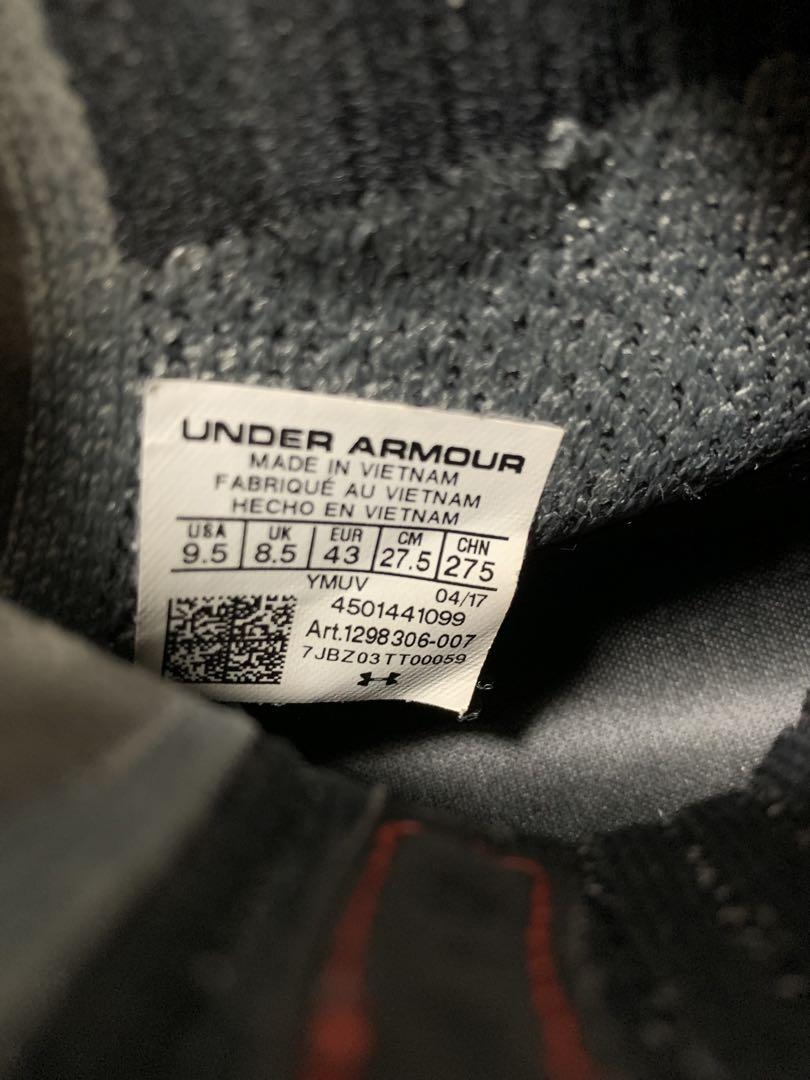 UNDER ARMOUR
MADE IN VIETNAM
FABRIQUÉ AU VIETNAM
HECHO EN VIETNAM
USA UK EUR CM CHN
9.5 8.5 43 27.5 275
YMUV 04/17
4501441099
Art.1298306-007
7JBZ03TT00059